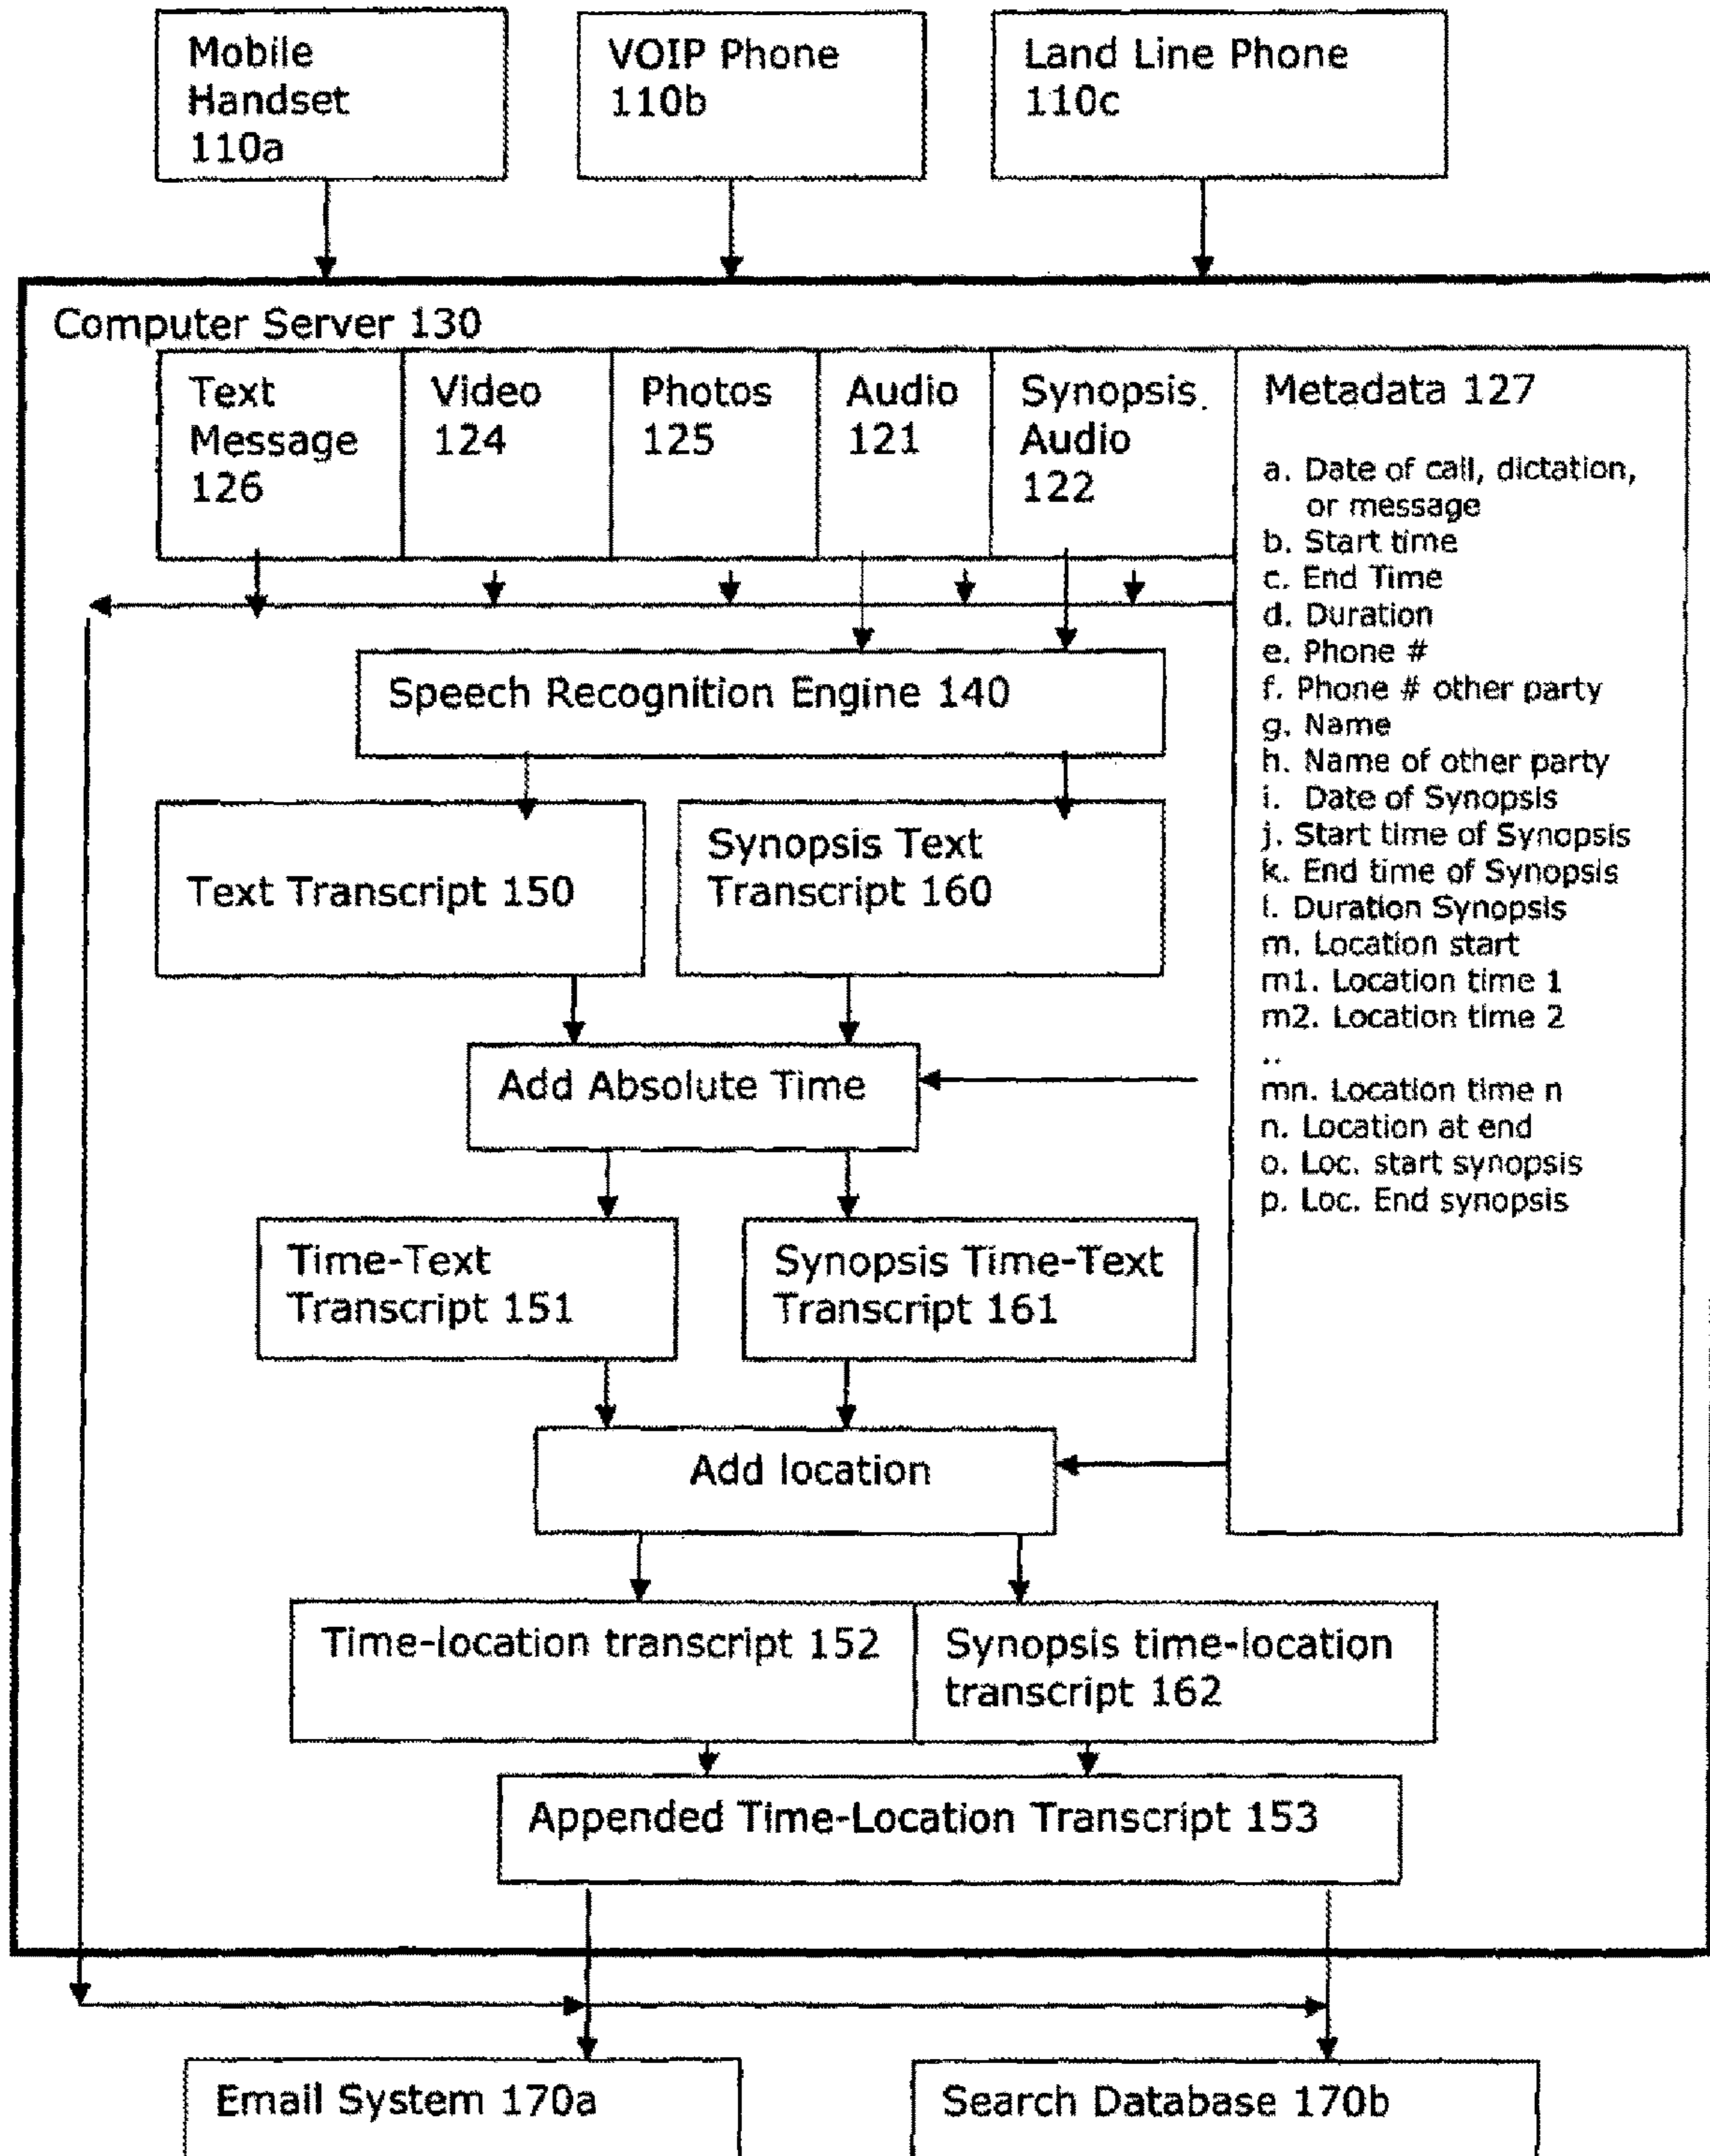 Mobile
Handset
110a
VOIP Phone
110b
Land Line Phone
110c
Computer Server 130
Text
Message
126
Video
124
Photos
125
Audio
121
Synopsis
Audio
122
Metadata 127
a. Date of call, dictation,
or message
b. Start time
c. End Time
d. Duration
e. Phone #
f. Phone # other party
g. Name
h. Name of other party
i. Date of Synopsis
j. Start time of Synopsis
k. End time of Synopsis
l. Duration Synopsis
m. Location start
m1. Location time 1
m2. Location time 2
..
mn. Location time n
n. Location at end
o. Loc. start synopsis
p. Loc. End synopsis
Speech Recognition Engine 140
Text Transcript 150
Synopsis Text
Transcript 160
Add Absolute Time
Time-Text
Transcript 151
Synopsis Time-Text
Transcript 161
Add location
Time-location transcript 152
Synopsis time-location
transcript 162
Appended Time-Location Transcript 153
Email System 170a
Search Database 170b